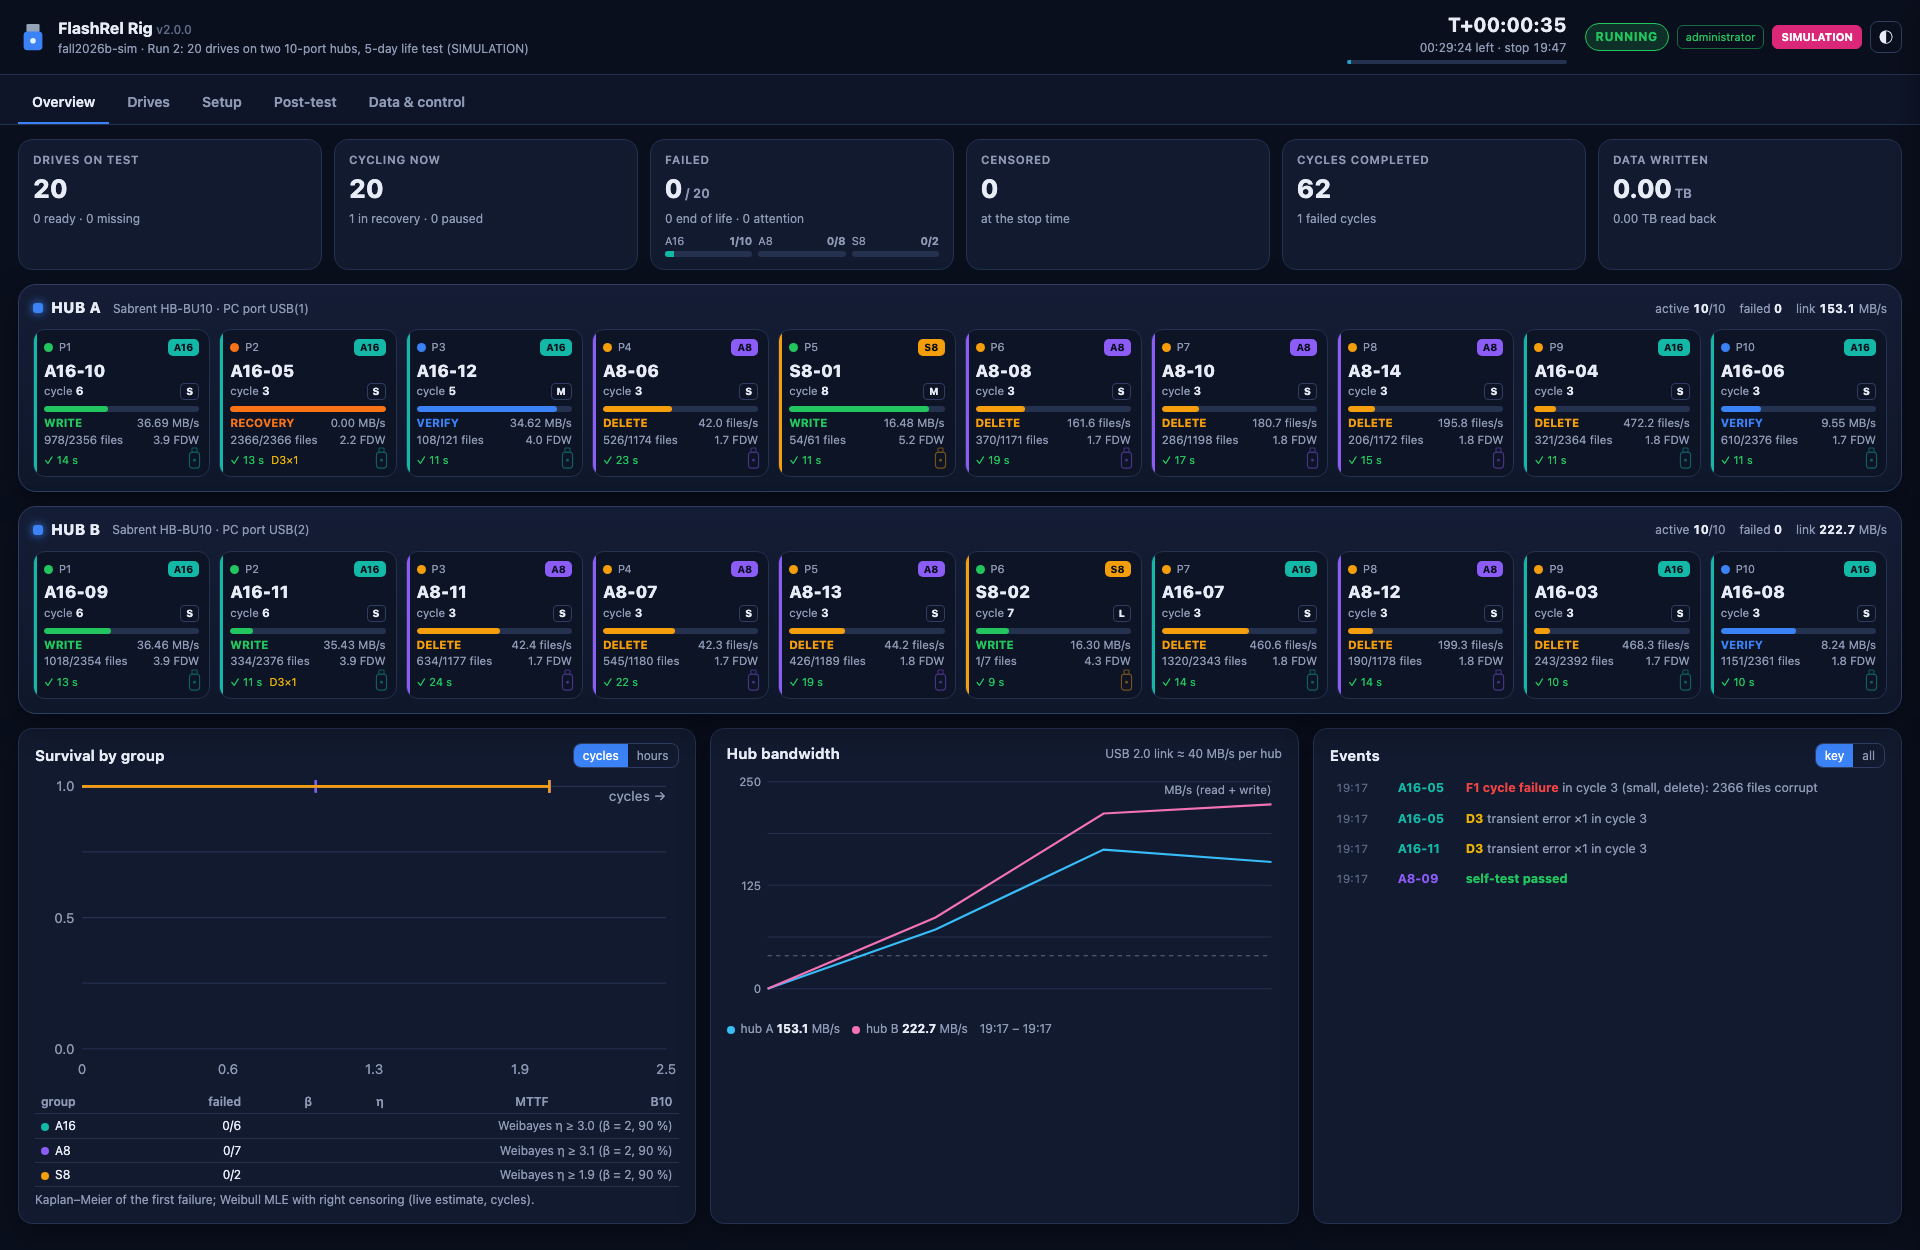 FlashRel Rig v2.0.0
fall2026b-sim · Run 2: 20 drives on two 10-port hubs, 5-day life test (SIMULATION)
T+00:00:35
00:29:24 left · stop 19:47
RUNNING
administrator
SIMULATION
Overview Drives Setup Post-test Data & control
DRIVES ON TEST
20
0 ready · 0 missing
CYCLING NOW
20
1 in recovery · 0 paused
FAILED
0 / 20
0 end of life · 0 attention
A16 1/10 A8 0/8 S8 0/2
CENSORED
0
at the stop time
CYCLES COMPLETED
62
1 failed cycles
DATA WRITTEN
0.00 TB
0.00 TB read back
HUB A Sabrent HB-BU10 · PC port USB(1)
active 10/10 failed 0 link 153.1 MB/s
P1 A16
A16-10
cycle 6 S
WRITE 36.69 MB/s
978/2356 files 3.9 FDW
✓ 14 s
P2 A16
A16-05
cycle 3 S
RECOVERY 0.00 MB/s
2366/2366 files 2.2 FDW
✓ 13 s D3×1
P3 A16
A16-12
cycle 5 M
VERIFY 34.62 MB/s
108/121 files 4.0 FDW
✓ 11 s
P4 A8
A8-06
cycle 3 S
DELETE 42.0 files/s
526/1174 files 1.7 FDW
✓ 23 s
P5 S8
S8-01
cycle 8 M
WRITE 16.48 MB/s
54/61 files 5.2 FDW
✓ 11 s
P6 A8
A8-08
cycle 3 S
DELETE 161.6 files/s
370/1171 files 1.7 FDW
✓ 19 s
P7 A8
A8-10
cycle 3 S
DELETE 180.7 files/s
286/1198 files 1.8 FDW
✓ 17 s
P8 A8
A8-14
cycle 3 S
DELETE 195.8 files/s
206/1172 files 1.8 FDW
✓ 15 s
P9 A16
A16-04
cycle 3 S
DELETE 472.2 files/s
321/2364 files 1.8 FDW
✓ 11 s
P10 A16
A16-06
cycle 3 S
VERIFY 9.55 MB/s
610/2376 files 1.7 FDW
✓ 11 s
HUB B Sabrent HB-BU10 · PC port USB(2)
active 10/10 failed 0 link 222.7 MB/s
P1 A16
A16-09
cycle 6 S
WRITE 36.46 MB/s
1018/2354 files 3.9 FDW
✓ 13 s
P2 A16
A16-11
cycle 6 S
WRITE 35.43 MB/s
334/2376 files 3.9 FDW
✓ 11 s D3×1
P3 A8
A8-11
cycle 3 S
DELETE 42.4 files/s
634/1177 files 1.7 FDW
✓ 24 s
P4 A8
A8-07
cycle 3 S
DELETE 42.3 files/s
545/1180 files 1.7 FDW
✓ 22 s
P5 A8
A8-13
cycle 3 S
DELETE 44.2 files/s
426/1189 files 1.8 FDW
✓ 19 s
P6 S8
S8-02
cycle 7 L
WRITE 16.30 MB/s
1/7 files 4.3 FDW
✓ 9 s
P7 A16
A16-07
cycle 3 S
DELETE 460.6 files/s
1320/2343 files 1.8 FDW
✓ 14 s
P8 A8
A8-12
cycle 3 S
DELETE 199.3 files/s
190/1178 files 1.8 FDW
✓ 14 s
P9 A16
A16-03
cycle 3 S
DELETE 468.3 files/s
243/2392 files 1.7 FDW
✓ 10 s
P10 A16
A16-08
cycle 3 S
VERIFY 8.24 MB/s
1151/2361 files 1.8 FDW
✓ 10 s
Survival by group cycles hours
1.0
cycles →
0.5
0.0
0 0.6 1.3 1.9 2.5
group failed β η MTTF B10
A16 0/6 Weibayes η ≥ 3.0 (β = 2, 90 %)
A8 0/7 Weibayes η ≥ 3.1 (β = 2, 90 %)
S8 0/2 Weibayes η ≥ 1.9 (β = 2, 90 %)
Kaplan–Meier of the first failure; Weibull MLE with right censoring (live estimate, cycles).
Hub bandwidth USB 2.0 link ≈ 40 MB/s per hub
250
MB/s (read + write)
125
0
hub A 153.1 MB/s hub B 222.7 MB/s 19:17 – 19:17
Events key all
19:17 A16-05 F1 cycle failure in cycle 3 (small, delete): 2366 files corrupt
19:17 A16-05 D3 transient error ×1 in cycle 3
19:17 A16-11 D3 transient error ×1 in cycle 3
19:17 A8-09 self-test passed